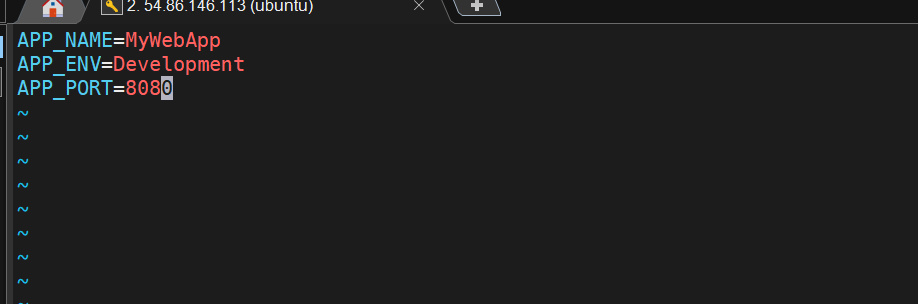 2. 54.86.146.113 (ubuntu)
APP_NAME=MyWebApp
APP_ENV=Development
APP_PORT=8080
~
~
~
~
~
~
~
~
~